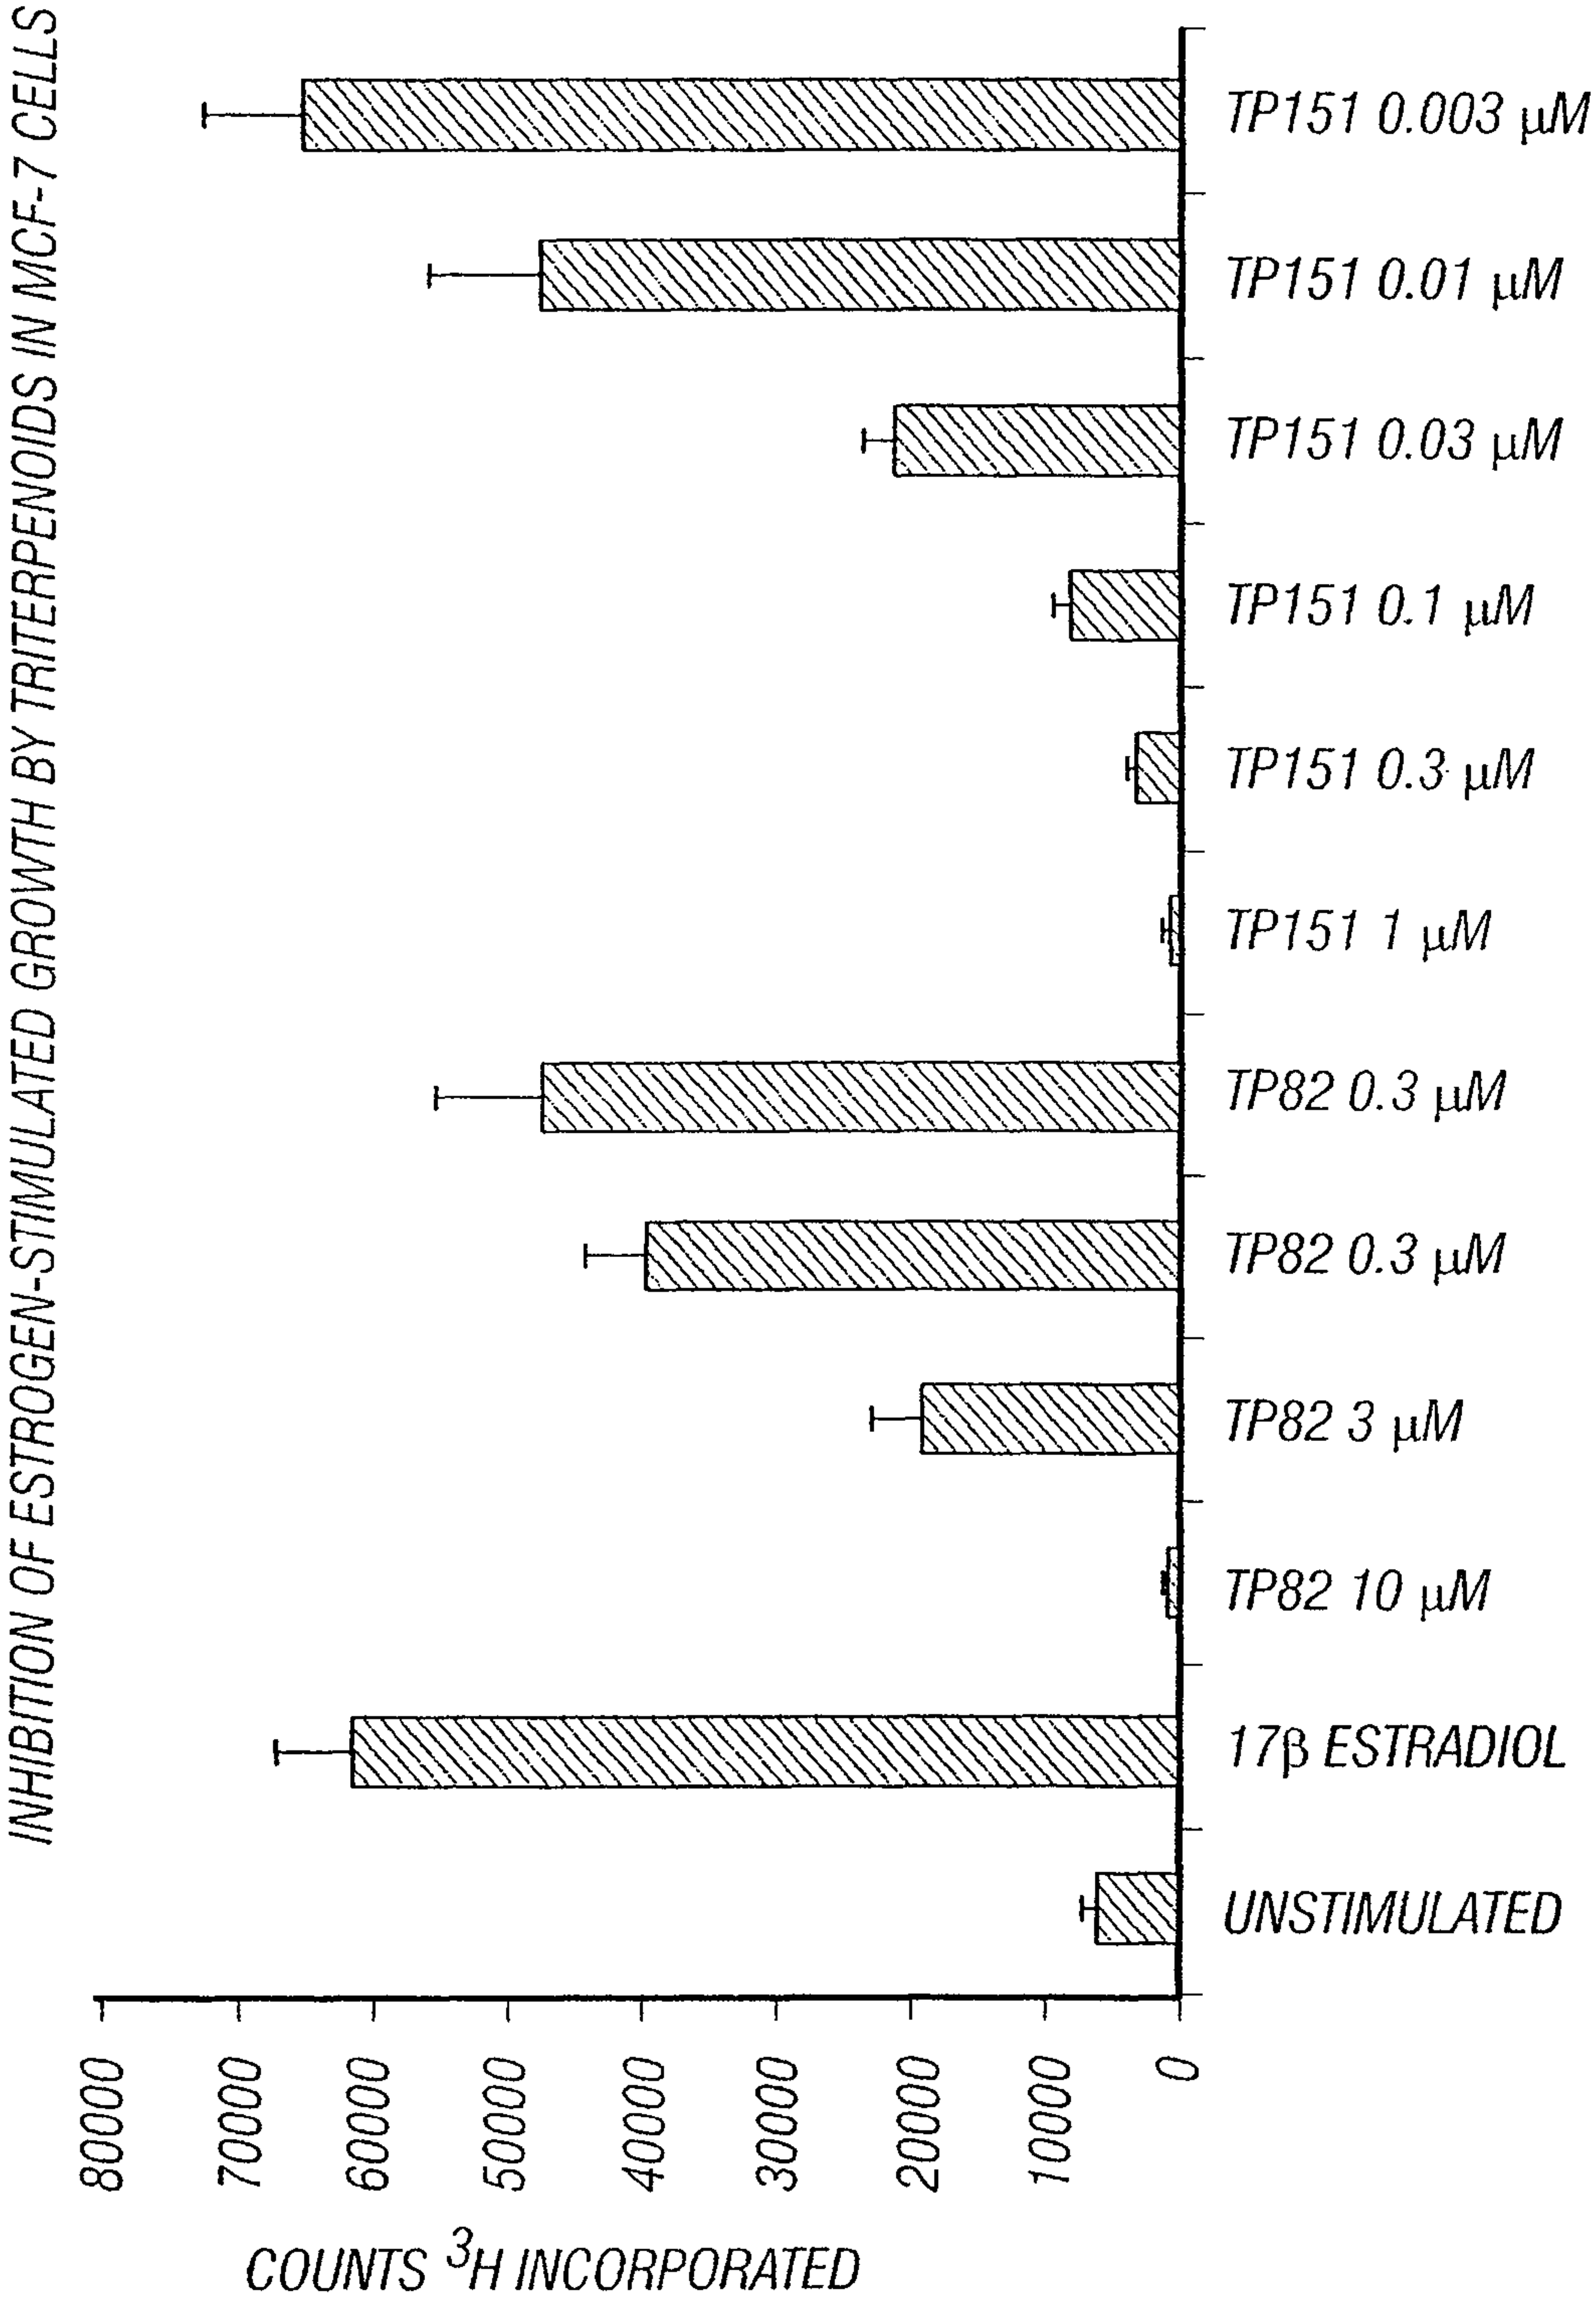 INHIBITION OF ESTROGEN-STIMULATED GROWTH BY TRITERPENOIDS IN MCF-7 CELLS
COUNTS ³H INCORPORATED
80000
70000
60000
50000
40000
30000
20000
10000
0
UNSTIMULATED
17β ESTRADIOL
TP82 10 μM
TP82 3 μM
TP82 0.3 μM
TP82 0.3 μM
TP151 1 μM
TP151 0.3 μM
TP151 0.1 μM
TP151 0.03 μM
TP151 0.01 μM
TP151 0.003 μM